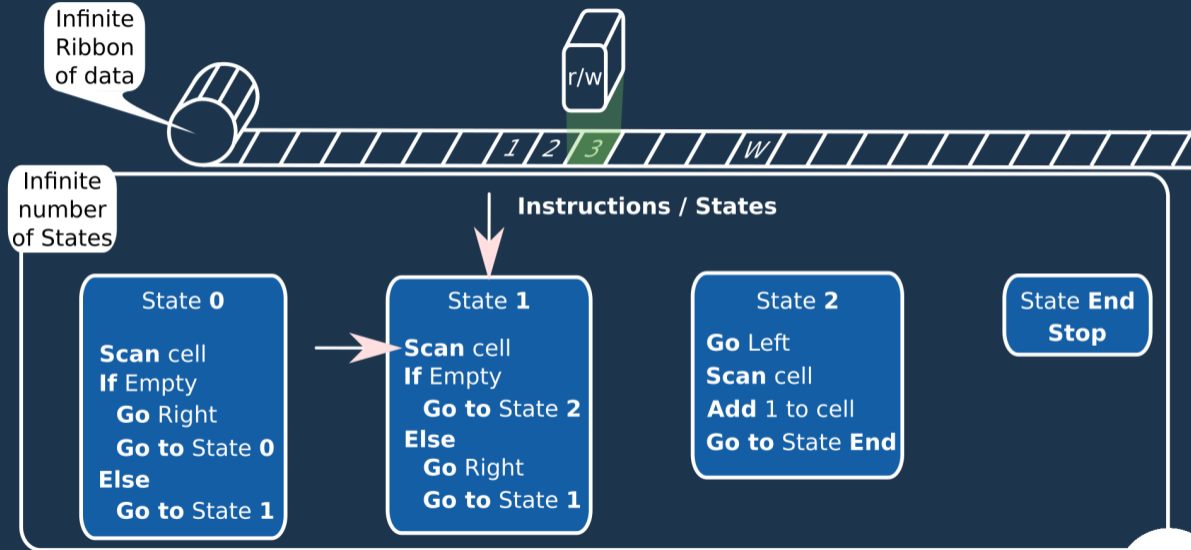 Infinite
Ribbon
of data
r/w
1 2 3 W
Infinite
number
of States
Instructions / States
State 0
Scan cell
If Empty
Go Right
Go to State 0
Else
Go to State 1
State 1
Scan cell
If Empty
Go to State 2
Else
Go Right
Go to State 1
State 2
Go Left
Scan cell
Add 1 to cell
Go to State End
State End
Stop